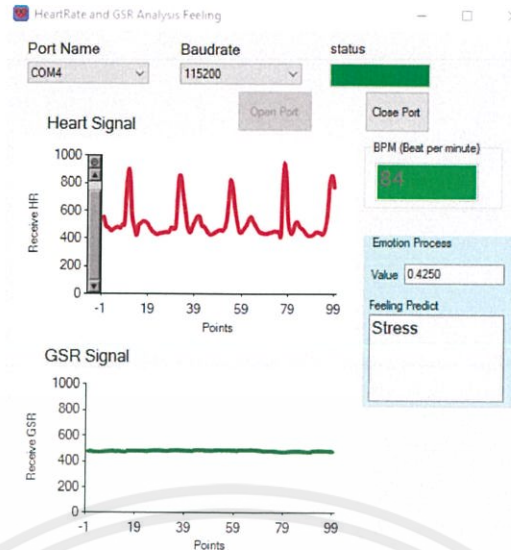 HeartRate and GSR Analysis Feeling
Port Name Baudrate status
COM4 115200
Open Port Close Port
Heart Signal
BPM (Beat per minute)
84
1000
800
600
400
200
0
Receive HR
-1 19 39 59 79 99
Points
Emotion Process
Value 0.4250
Feeling Predict
Stress
GSR Signal
1000
800
600
400
200
0
Receive GSR
-1 19 39 59 79 99
Points